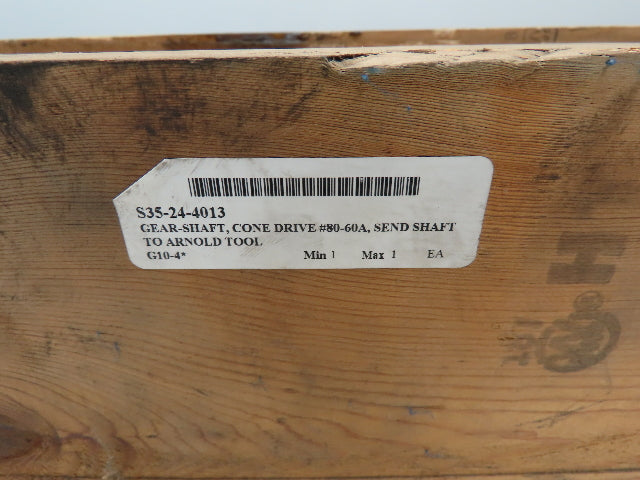 S35-24-4013
GEAR-SHAFT, CONE DRIVE #80-60A, SEND SHAFT
TO ARNOLD TOOL
G10-4* Min 1 Max 1 EA
H